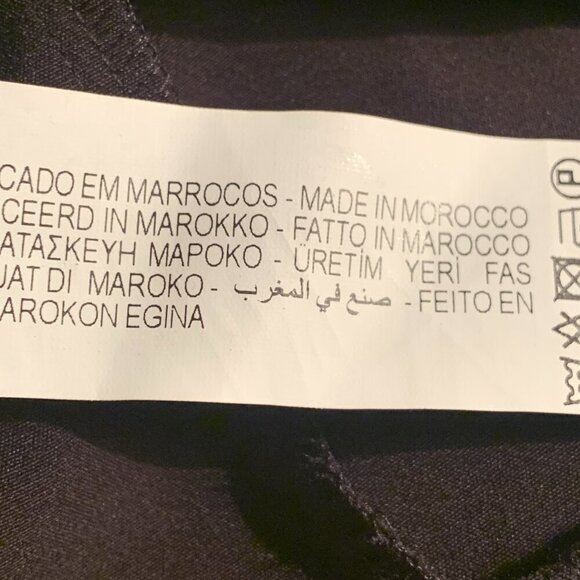 CADO EM MARROCOS - MADE IN MOROCCO
CEERD IN MAROKKO - FATTO IN MAROCCO
ΑΤΑΣΚΕΥΗ ΜΑΡΟΚΟ - ÜRETİM YERİ FAS
UAT DI MAROKO - صنع في المغرب - FEITO EN
AROKON EGINA